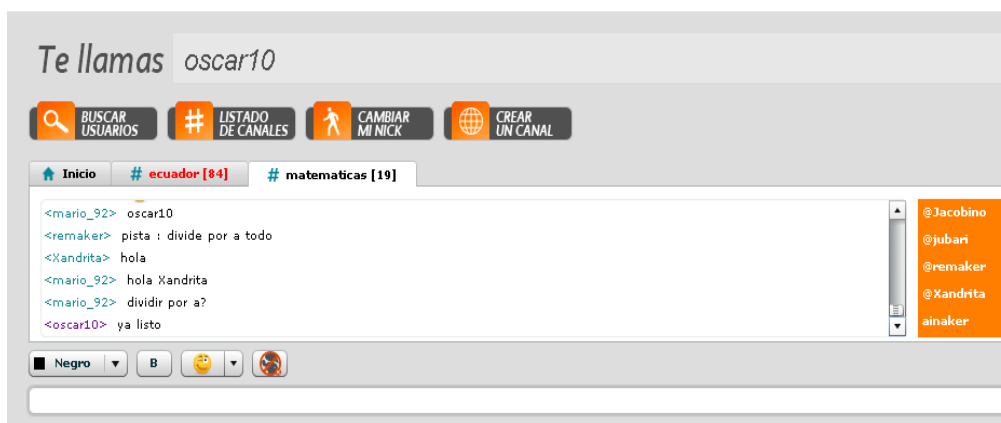 Te llamas oscar10
BUSCAR USUARIOS
# LISTADO DE CANALES
CAMBIAR MI NICK
CREAR UN CANAL
Inicio # ecuador [84] # matematicas [19]
<mario_92> oscar10
<remaker> pista : divide por a todo
<Xandrita> hola
<mario_92> hola Xandrita
<mario_92> dividir por a?
<oscar10> ya listo
@Jacobino
@jubari
@remaker
@Xandrita
ainaker
Negro B